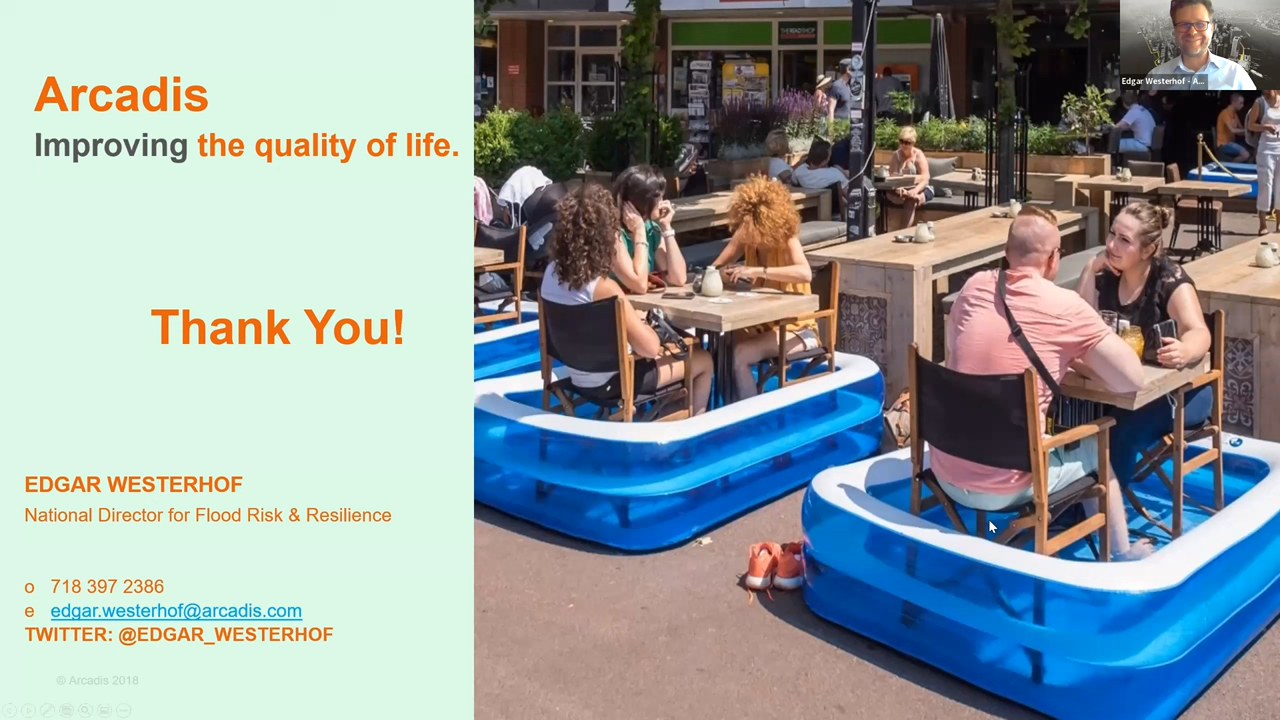 Arcadis
Improving the quality of life.
Thank You!
EDGAR WESTERHOF
National Director for Flood Risk & Resilience
o 718 397 2386
e edgar.westerhof@arcadis.com
TWITTER: @EDGAR_WESTERHOF
© Arcadis 2018
Edgar Westerhof - A...